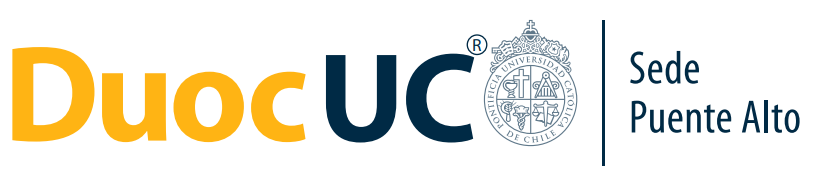 DuocUC®
PONTIFICIA UNIVERSIDAD CATOLICA DE CHILE
Sede
Puente Alto